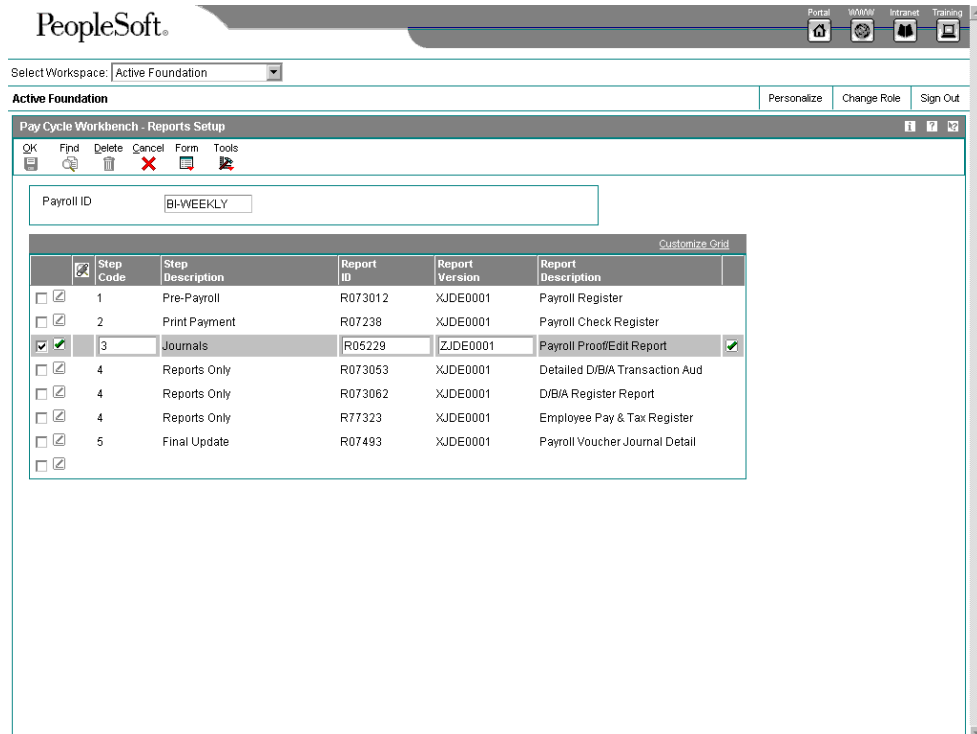 PeopleSoft®
Portal WWW Intranet Training
Select Workspace: Active Foundation
Active Foundation
Personalize Change Role Sign Out
Pay Cycle Workbench - Reports Setup
OK Find Delete Cancel Form Tools
Payroll ID BI-WEEKLY
Customize Grid
Step Code Step Description Report ID Report Version Report Description
1 Pre-Payroll R073012 XJDE0001 Payroll Register
2 Print Payment R07238 XJDE0001 Payroll Check Register
3 Journals R05229 ZJDE0001 Payroll Proof/Edit Report
4 Reports Only R073053 XJDE0001 Detailed D/B/A Transaction Aud
4 Reports Only R073062 XJDE0001 D/B/A Register Report
4 Reports Only R77323 XJDE0001 Employee Pay & Tax Register
5 Final Update R07493 XJDE0001 Payroll Voucher Journal Detail